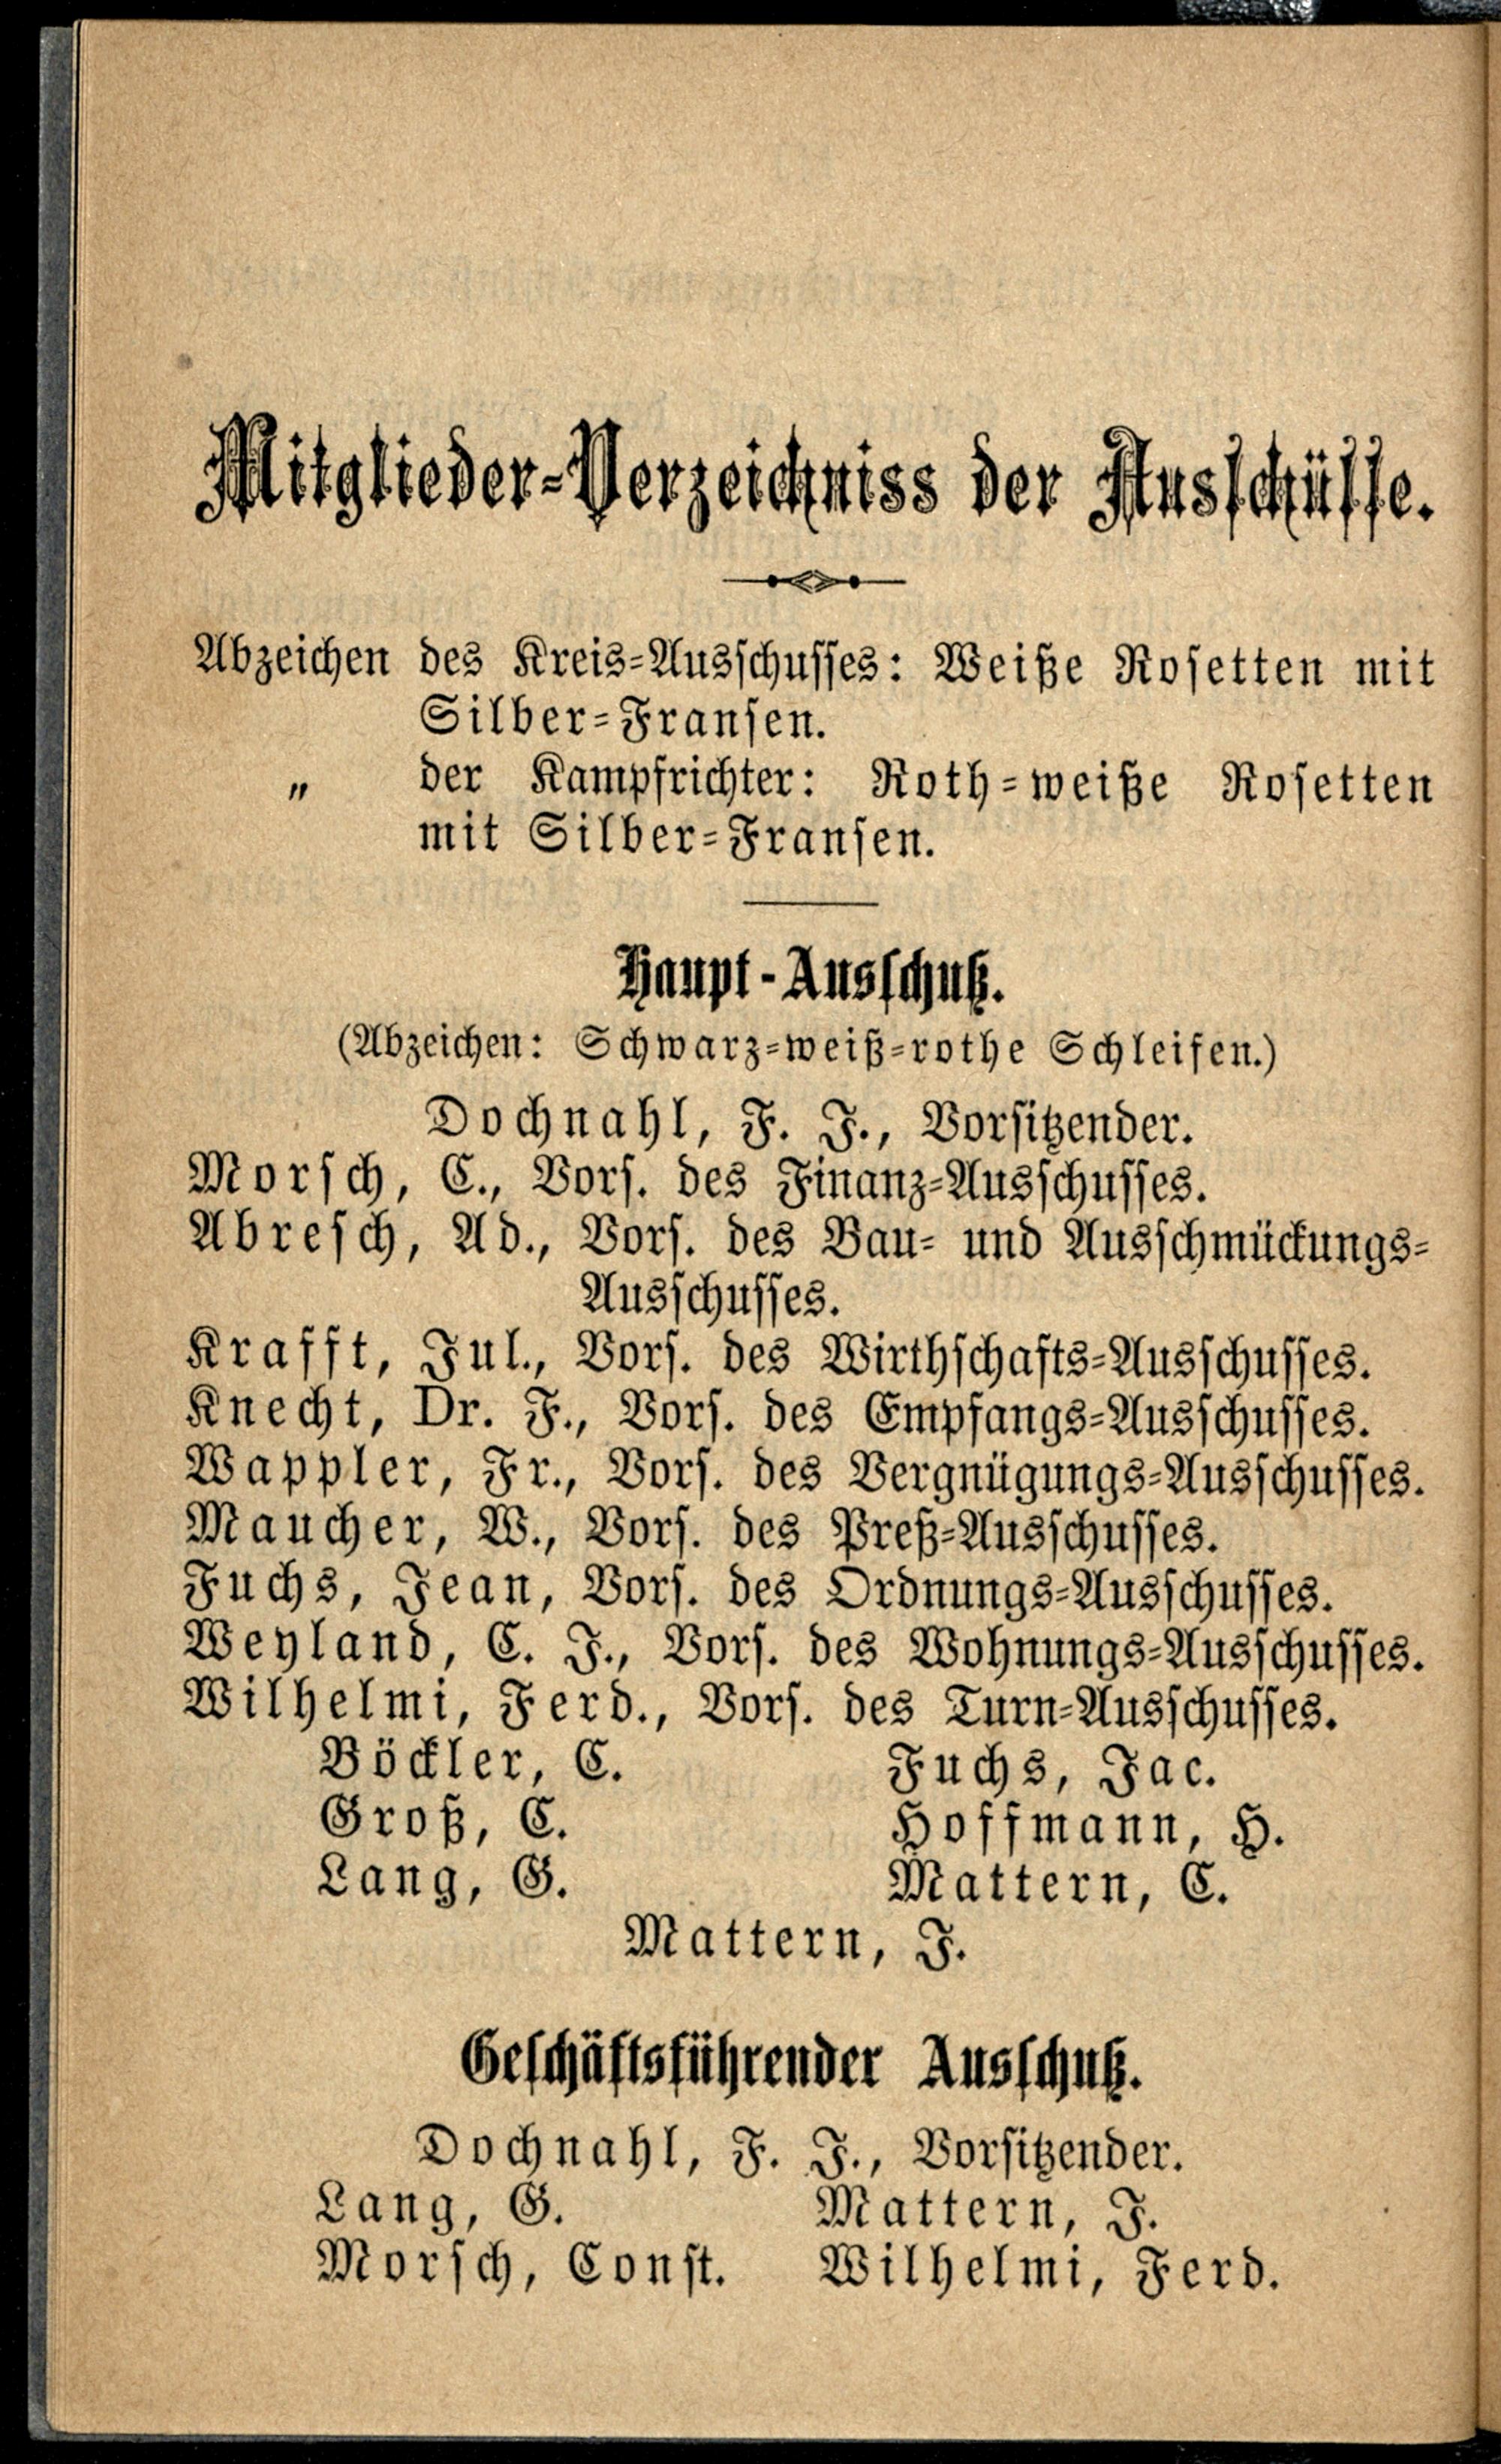 Mitglieder-Verzeichniss der Ausschüsse.
Abzeichen des Kreis-Ausschusses: Weiße Rosetten mit
Silber-Fransen.
„ der Kampfrichter: Roth-weiße Rosetten
mit Silber-Fransen.
Haupt-Ausschuß.
(Abzeichen: Schwarz-weiß-rothe Schleifen.)
Dochnahl, F. J., Vorsitzender.
Morsch, C., Vors. des Finanz-Ausschusses.
Abresch, Ad., Vors. des Bau- und Ausschmückungs-
Ausschusses.
Krafft, Jul., Vors. des Wirthschafts-Ausschusses.
Knecht, Dr. F., Vors. des Empfangs-Ausschusses.
Wappler, Fr., Vors. des Vergnügungs-Ausschusses.
Maucher, W., Vors. des Preß-Ausschusses.
Fuchs, Jean, Vors. des Ordnungs-Ausschusses.
Weyland, C. J., Vors. des Wohnungs-Ausschusses.
Wilhelmi, Ferd., Vors. des Turn-Ausschusses.
Böckler, C. Fuchs, Jac.
Groß, C. Hoffmann, H.
Lang, G. Mattern, C.
Mattern, J.
Geschäftsführender Ausschuß.
Dochnahl, F. J., Vorsitzender.
Lang, G. Mattern, J.
Morsch, Const. Wilhelmi, Ferd.